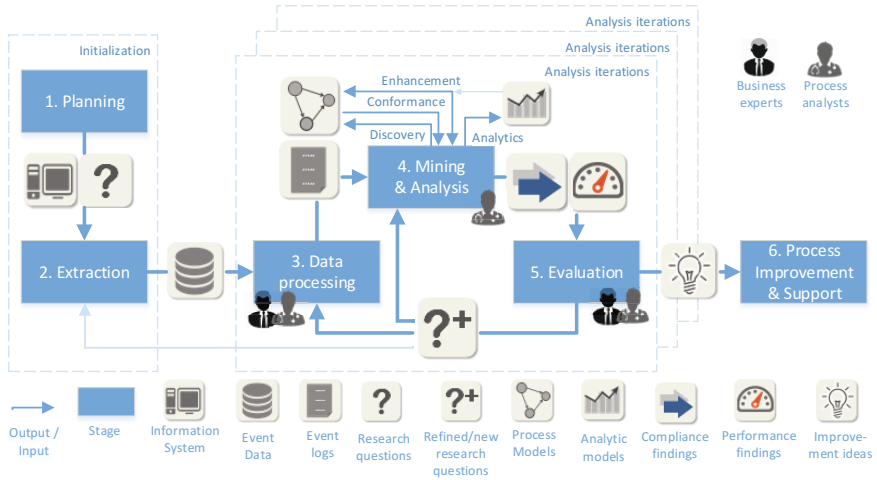 Analysis iterations
Analysis iterations
Analysis iterations
Initialization
1. Planning
Enhancement
Conformance
Discovery
Analytics
Business
experts
Process
analysts
4. Mining
& Analysis
?
2. Extraction
3. Data
processing
5. Evaluation
6. Process
Improvement
& Support
?+
Output /
Input
Stage
Information
System
Event
Data
Event
logs
?
Research
questions
?+
Refined/new
research
questions
Process
Models
Analytic
models
Compliance
findings
Performance
findings
Improve-
ment ideas